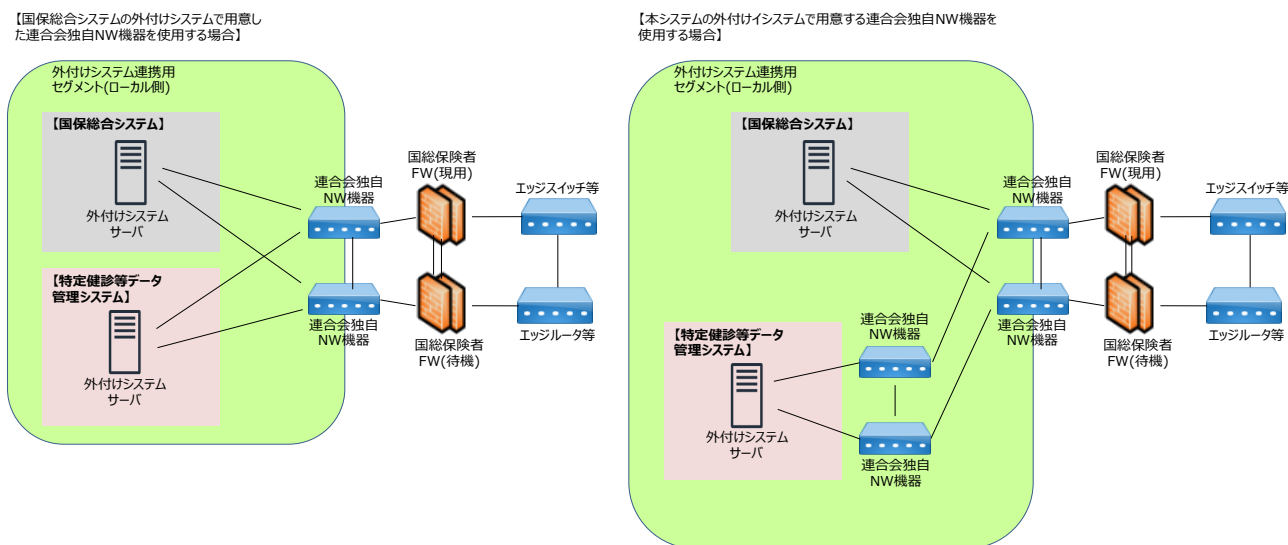 【国保総合システムの外付けシステムで用意し
た連合会独自NW機器を使用する場合】
外付けシステム連携用
セグメント(ローカル側)
【国保総合システム】
外付けシステム
サーバ
【特定健診等データ
管理システム】
外付けシステム
サーバ
連合会独自
NW機器
連合会独自
NW機器
国総保険者
FW(現用)
国総保険者
FW(待機)
エッジスイッチ等
エッジルータ等
【本システムの外付けイシステムで用意する連合会独自NW機器を
使用する場合】
外付けシステム連携用
セグメント(ローカル側)
【国保総合システム】
外付けシステム
サーバ
【特定健診等データ
管理システム】
外付けシステム
サーバ
連合会独自
NW機器
連合会独自
NW機器
連合会独自
NW機器
連合会独自
NW機器
国総保険者
FW(現用)
国総保険者
FW(待機)
エッジスイッチ等
エッジルータ等